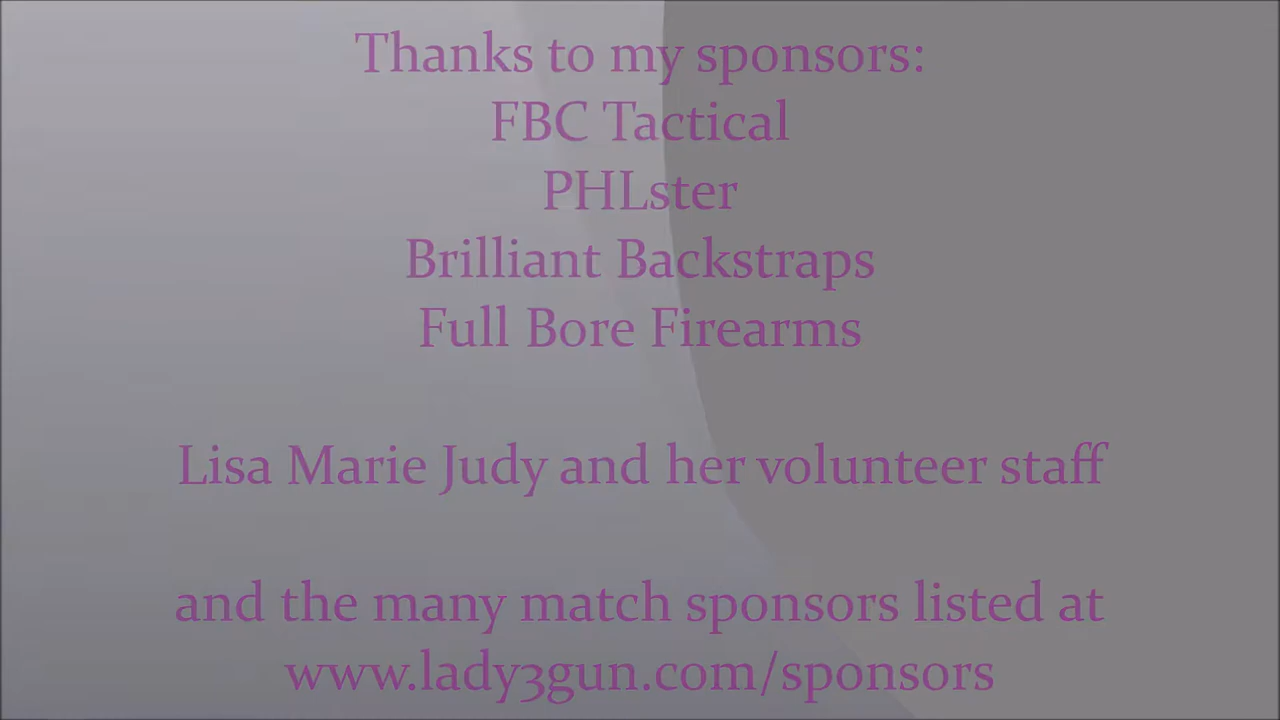 Thanks to my sponsors:
FBC Tactical
PHLster
Brilliant Backstraps
Full Bore Firearms
Lisa Marie Judy and her volunteer staff
and the many match sponsors listed at
www.lady3gun.com/sponsors